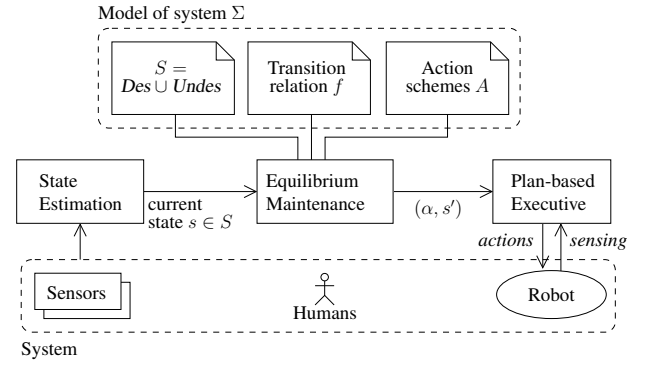 Model of system Σ
S =
Des ∪ Undes
Transition
relation f
Action
schemes A
State
Estimation
current
state s ∈ S
Equilibrium
Maintenance
(α, s′)
Plan-based
Executive
actions
sensing
Sensors
Humans
Robot
System